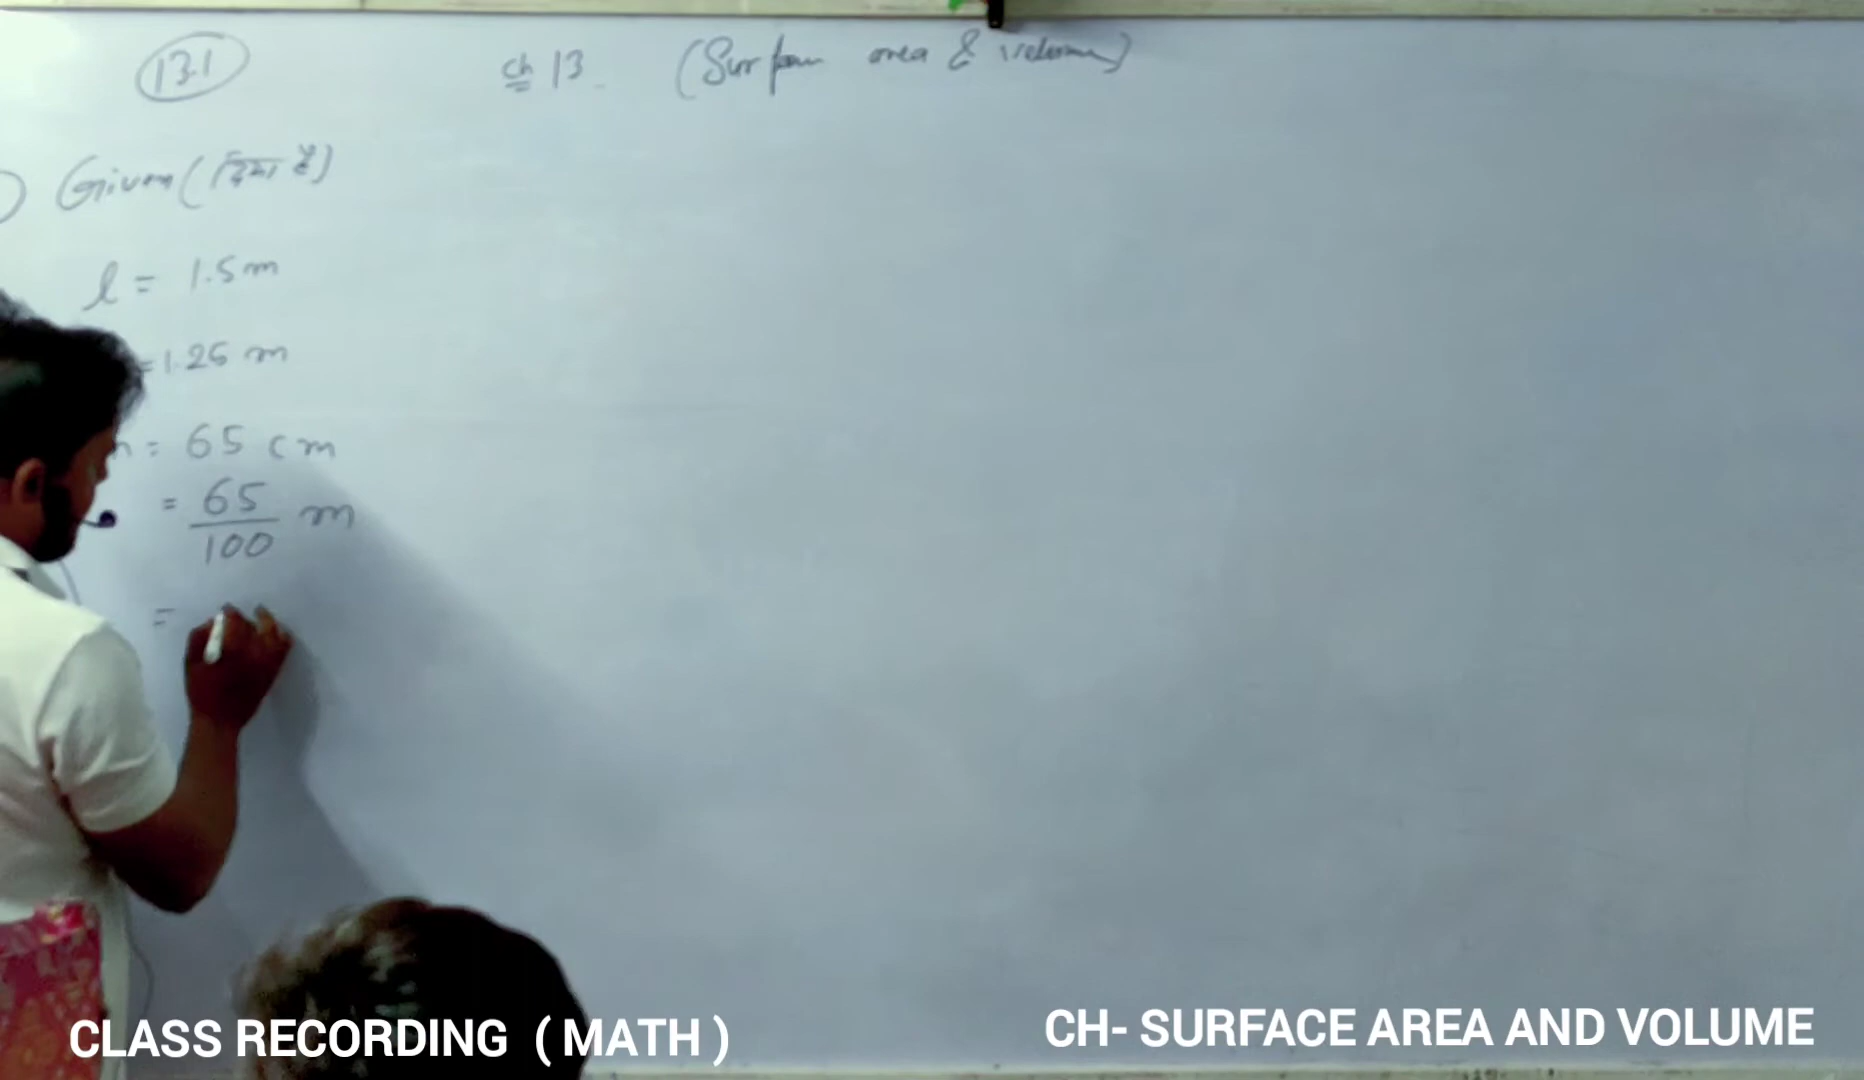 13.1
ch 13. (Surface area & volume)
Given (दिया है)
l = 1.5 m
= 1.25 m
h = 65 cm
= 65/100 m
=
CLASS RECORDING ( MATH )
CH- SURFACE AREA AND VOLUME